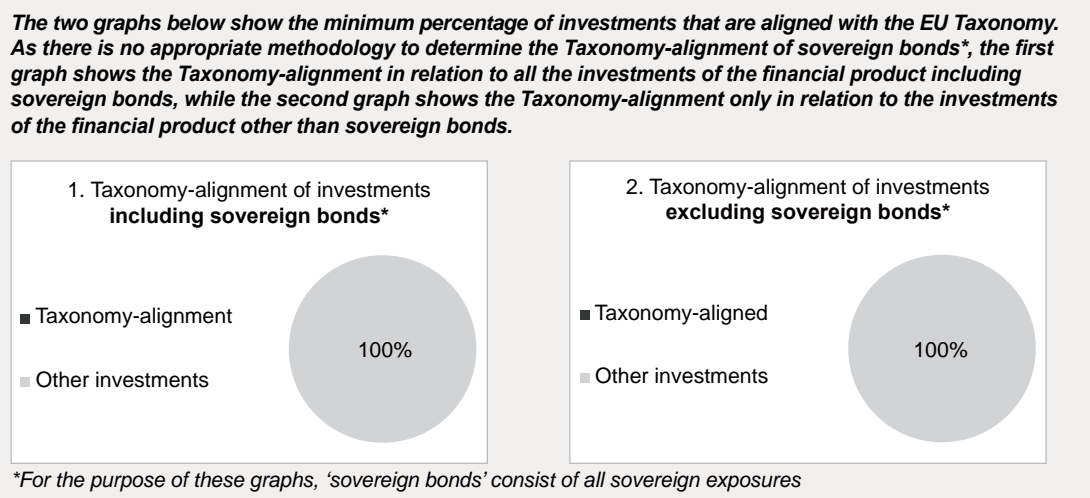 The two graphs below show the minimum percentage of investments that are aligned with the EU Taxonomy.
As there is no appropriate methodology to determine the Taxonomy-alignment of sovereign bonds*, the first
graph shows the Taxonomy-alignment in relation to all the investments of the financial product including
sovereign bonds, while the second graph shows the Taxonomy-alignment only in relation to the investments
of the financial product other than sovereign bonds.
1. Taxonomy-alignment of investments
including sovereign bonds*
Taxonomy-alignment
Other investments
100%
2. Taxonomy-alignment of investments
excluding sovereign bonds*
Taxonomy-aligned
Other investments
100%
*For the purpose of these graphs, ‘sovereign bonds’ consist of all sovereign exposures